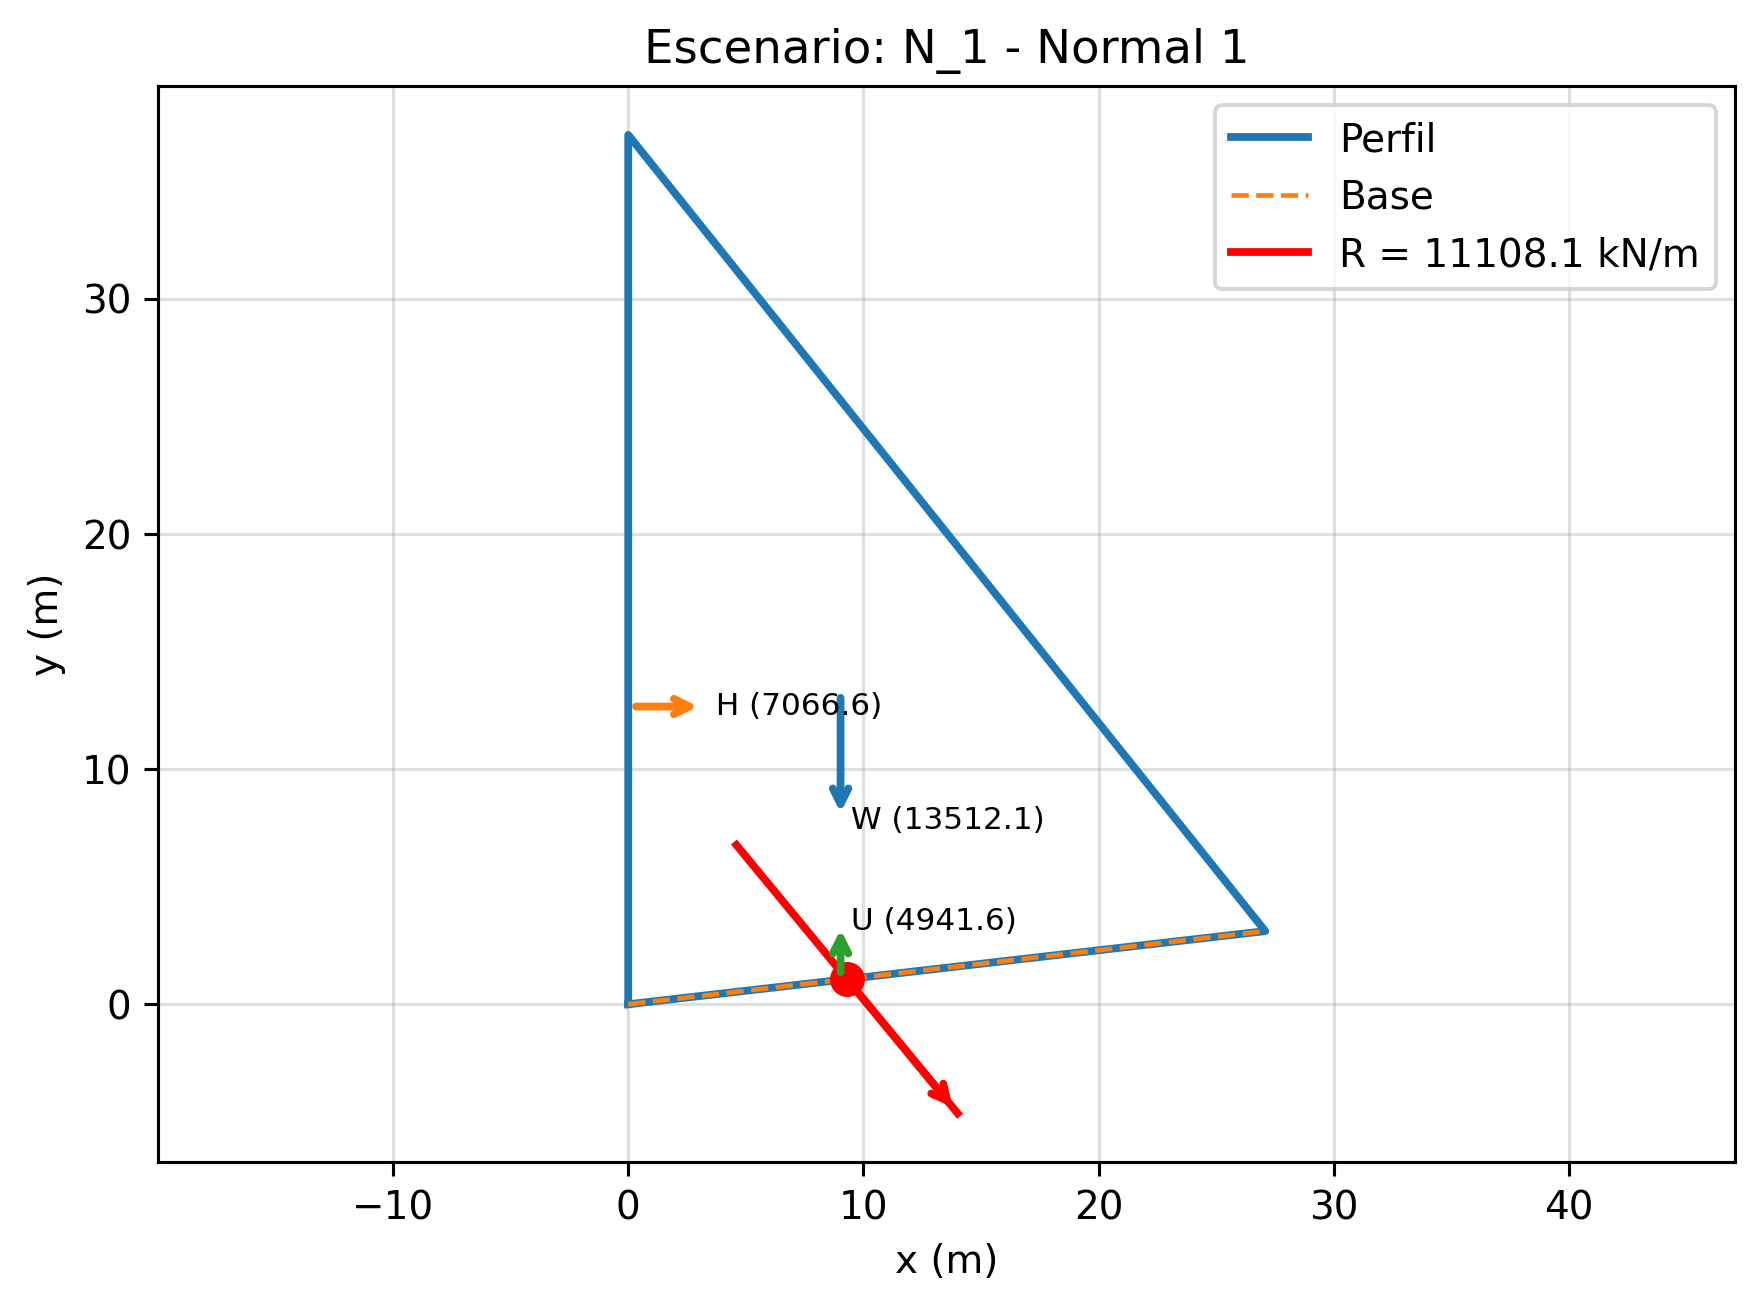 Escenario: N_1 - Normal 1
Perfil
Base
R = 11108.1 kN/m
30
20
10
0
y (m)
H (7066.6)
W (13512.1)
U (4941.6)
−10
0
10
20
30
40
x (m)